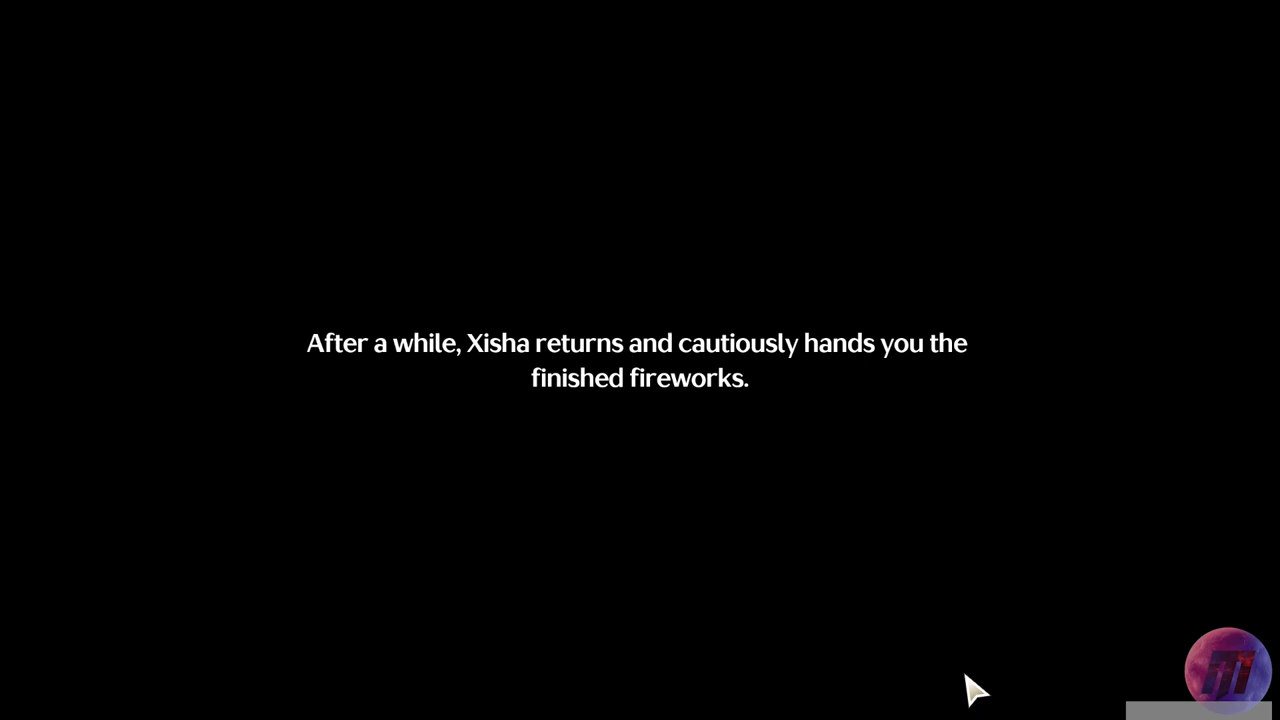 After a while, Xisha returns and cautiously hands you the
finished fireworks.